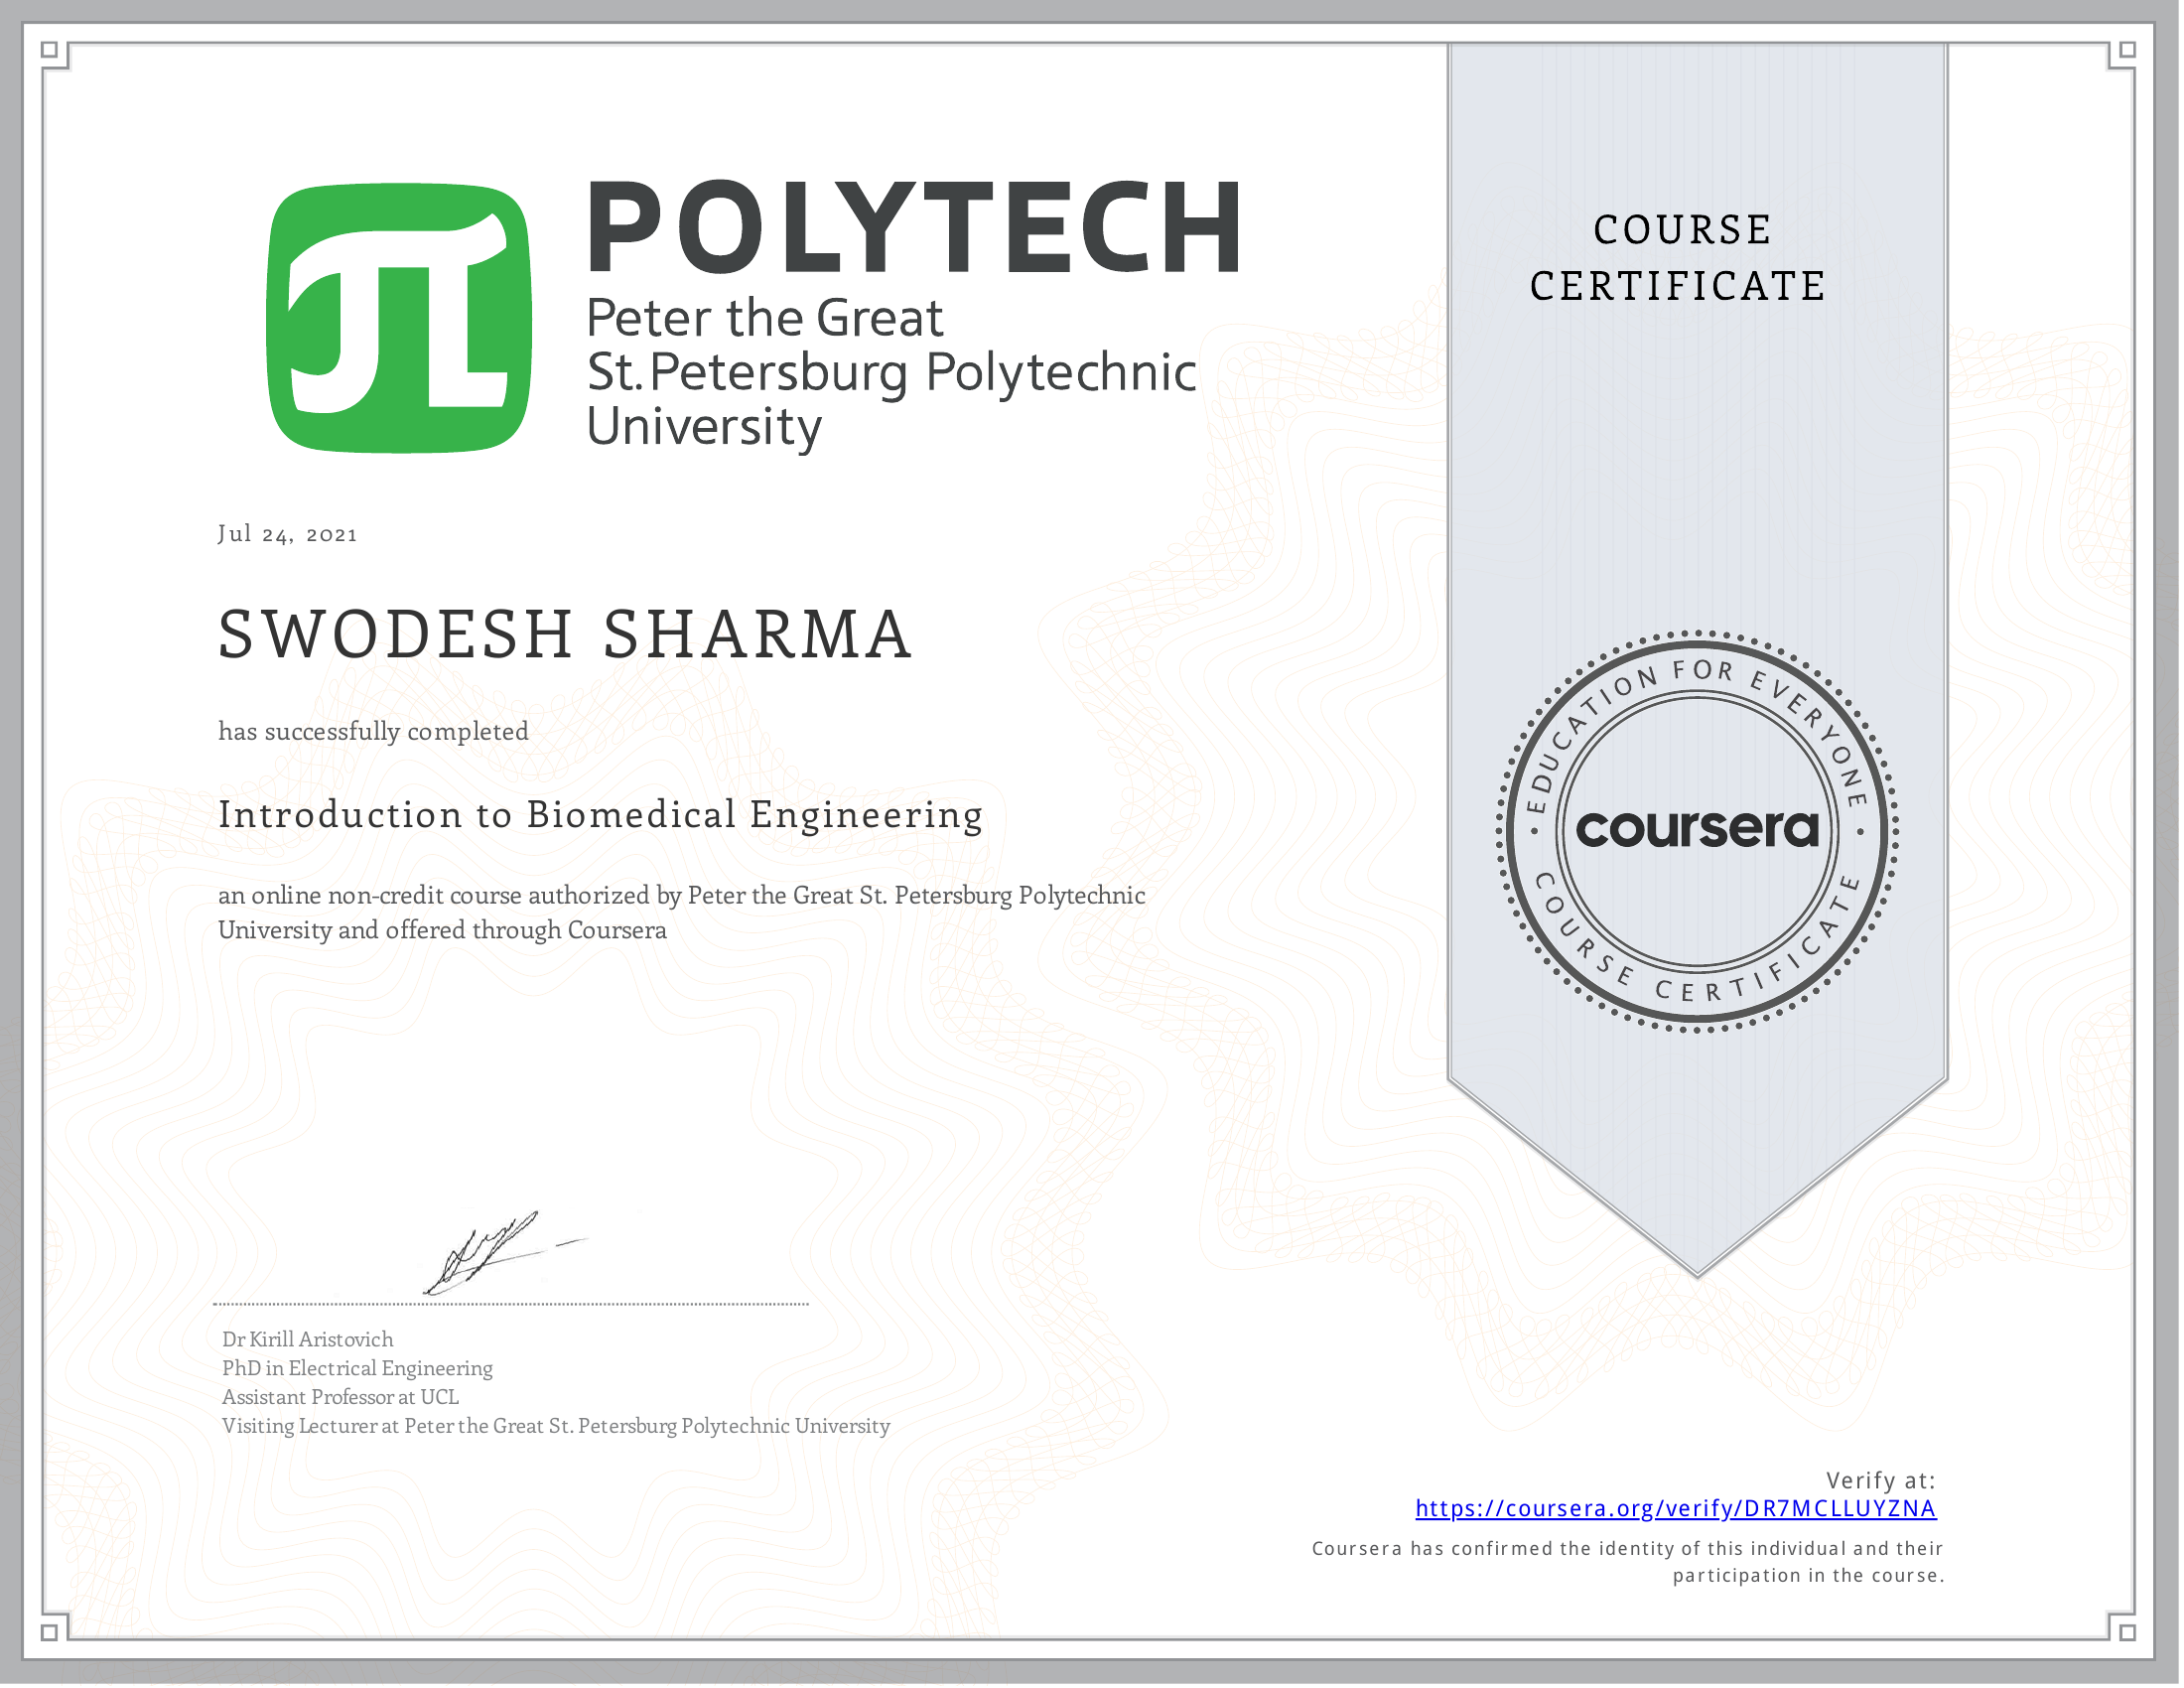 POLYTECH
Peter the Great
St. Petersburg Polytechnic
University
COURSE
CERTIFICATE
Jul 24, 2021
SWODESH SHARMA
has successfully completed
Introduction to Biomedical Engineering
an online non-credit course authorized by Peter the Great St. Petersburg Polytechnic
University and offered through Coursera
EDUCATION FOR EVERYONE
coursera
COURSE CERTIFICATE
Dr Kirill Aristovich
PhD in Electrical Engineering
Assistant Professor at UCL
Visiting Lecturer at Peter the Great St. Petersburg Polytechnic University
Verify at:
https://coursera.org/verify/DR7MCLLUYZNA
Coursera has confirmed the identity of this individual and their
participation in the course.